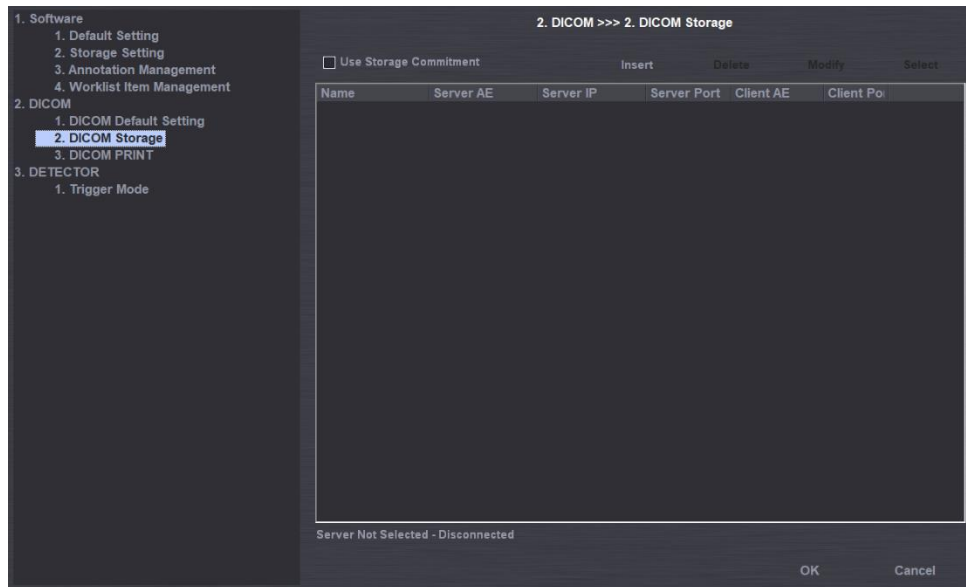 1. Software
1. Default Setting
2. Storage Setting
3. Annotation Management
4. Worklist Item Management
2. DICOM
1. DICOM Default Setting
2. DICOM Storage
3. DICOM PRINT
3. DETECTOR
1. Trigger Mode
2. DICOM >>> 2. DICOM Storage
Use Storage Commitment Insert Delete Modify Select
Name Server AE Server IP Server Port Client AE Client Po
Server Not Selected - Disconnected
OK Cancel